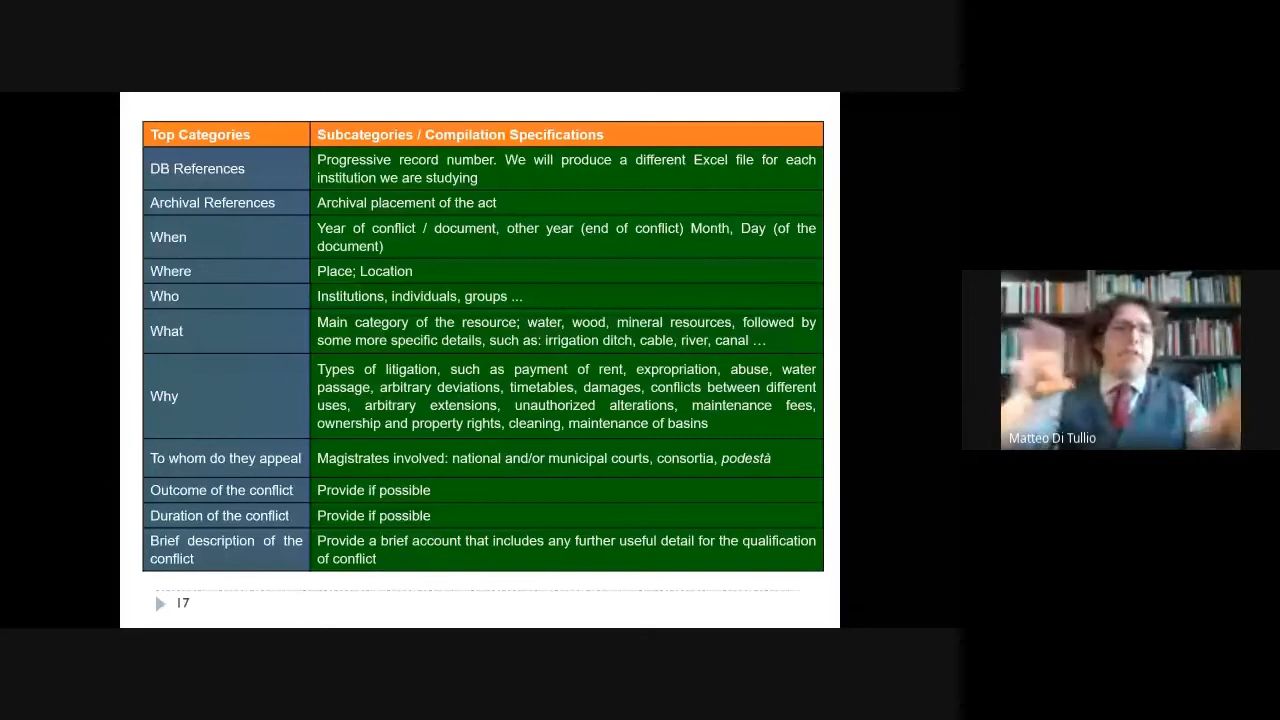 Top Categories
Subcategories / Compilation Specifications
DB References
Progressive record number. We will produce a different Excel file for each
institution we are studying
Archival References
Archival placement of the act
When
Year of conflict / document, other year (end of conflict) Month, Day (of the
document)
Where
Place; Location
Who
Institutions, individuals, groups ...
What
Main category of the resource; water, wood, mineral resources, followed by
some more specific details, such as: irrigation ditch, cable, river, canal …
Why
Types of litigation, such as payment of rent, expropriation, abuse, water
passage, arbitrary deviations, timetables, damages, conflicts between different
uses, arbitrary extensions, unauthorized alterations, maintenance fees,
ownership and property rights, cleaning, maintenance of basins
To whom do they appeal
Magistrates involved: national and/or municipal courts, consortia, podestà
Outcome of the conflict
Provide if possible
Duration of the conflict
Provide if possible
Brief description of the
conflict
Provide a brief account that includes any further useful detail for the qualification
of conflict
17
Matteo Di Tullio